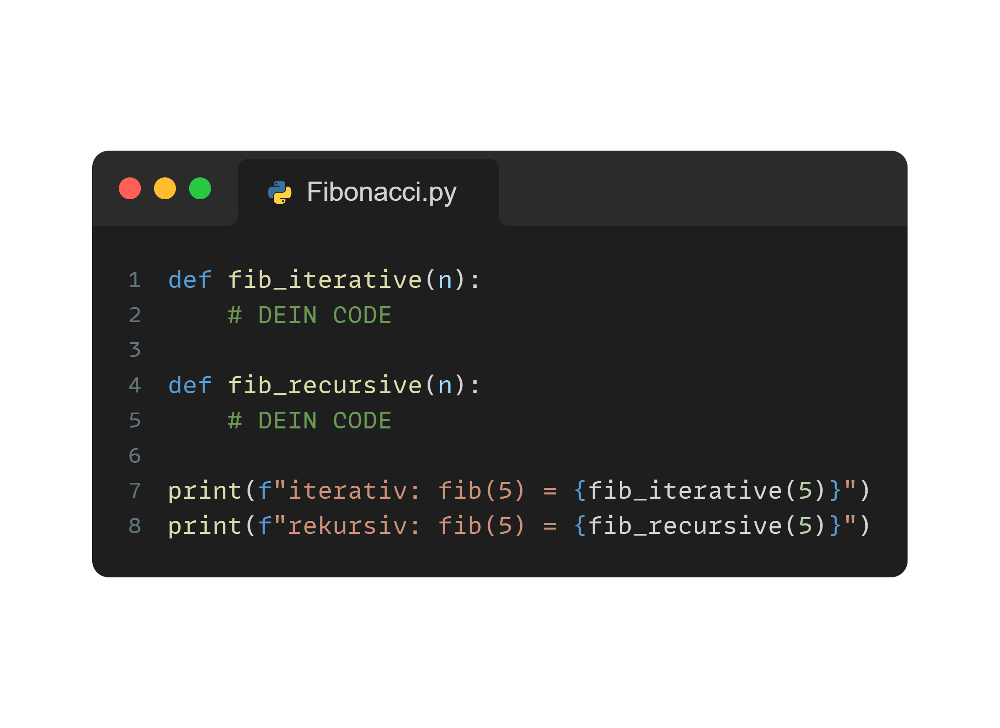 Fibonacci.py
1 def fib_iterative(n):
2     # DEIN CODE
3
4 def fib_recursive(n):
5     # DEIN CODE
6
7 print(f"iterativ: fib(5) = {fib_iterative(5)}")
8 print(f"rekursiv: fib(5) = {fib_recursive(5)}")